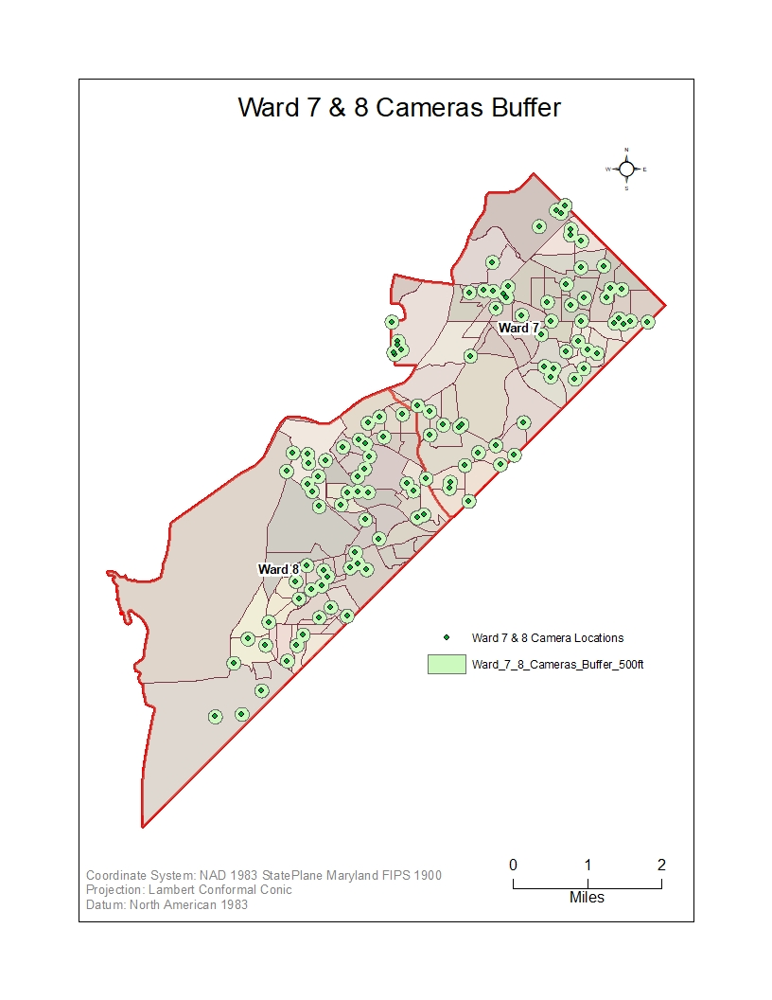 Ward 7 & 8 Cameras Buffer
N
W E
S
Ward 7
Ward 8
Ward 7 & 8 Camera Locations
Ward_7_8_Cameras_Buffer_500ft
0 1 2
Miles
Coordinate System: NAD 1983 StatePlane Maryland FIPS 1900
Projection: Lambert Conformal Conic
Datum: North American 1983